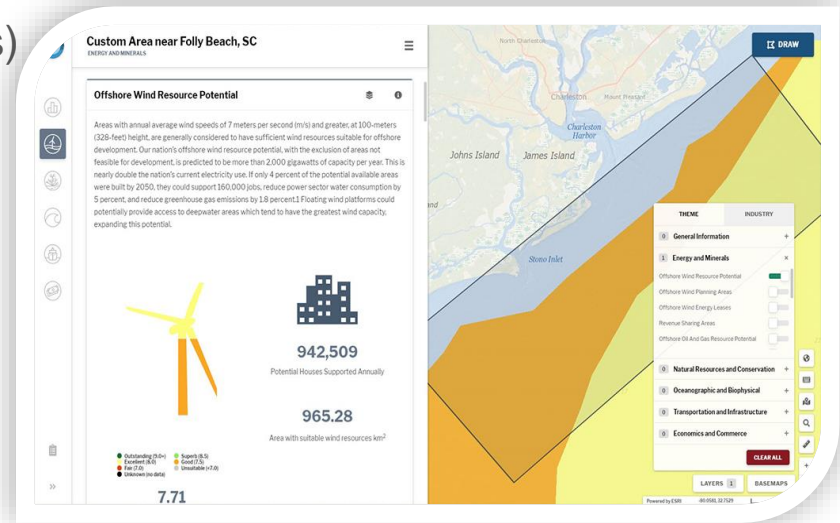 s)
Custom Area near Folly Beach, SC
ENERGY AND MINERALS
Offshore Wind Resource Potential
Areas with annual average wind speeds of 7 meters per second (m/s) and greater, at 100-meters
(328-feet) height, are generally considered to have sufficient wind resources suitable for offshore
development. Our nation's offshore wind resource potential, with the exclusion of areas not
feasible for development, is predicted to be more than 2,000 gigawatts of capacity per year. This is
nearly double the nation's current electricity use. If only 4 percent of the potential available areas
were built by 2050, they could support 160,000 jobs, reduce power sector water consumption by
5 percent, and reduce greenhouse gas emissions by 1.8 percent.1 Floating wind platforms could
potentially provide access to deepwater areas which tend to have the greatest wind capacity,
expanding this potential.
942,509
Potential Houses Supported Annually
965.28
Area with suitable wind resources km²
Outstanding (9.0+)
Superb (8.5)
Excellent (8.0)
Good (7.5)
Fair (7.0)
Unsuitable (<7.0)
Unknown (no data)
7.71
DRAW
North Charleston
Charleston
Mount Pleasant
Charleston
Harbor
Johns Island
James Island
Stono Inlet
THEME
INDUSTRY
0 General Information +
1 Energy and Minerals ×
Offshore Wind Resource Potential
Offshore Wind Planning Areas
Offshore Wind Energy Leases
Revenue Sharing Areas
Offshore Oil And Gas Resource Potential
0 Natural Resources and Conservation +
0 Oceanographic and Biophysical +
0 Transportation and Infrastructure +
0 Economics and Commerce +
CLEAR ALL
LAYERS 1
BASEMAPS
Powered by ESRI